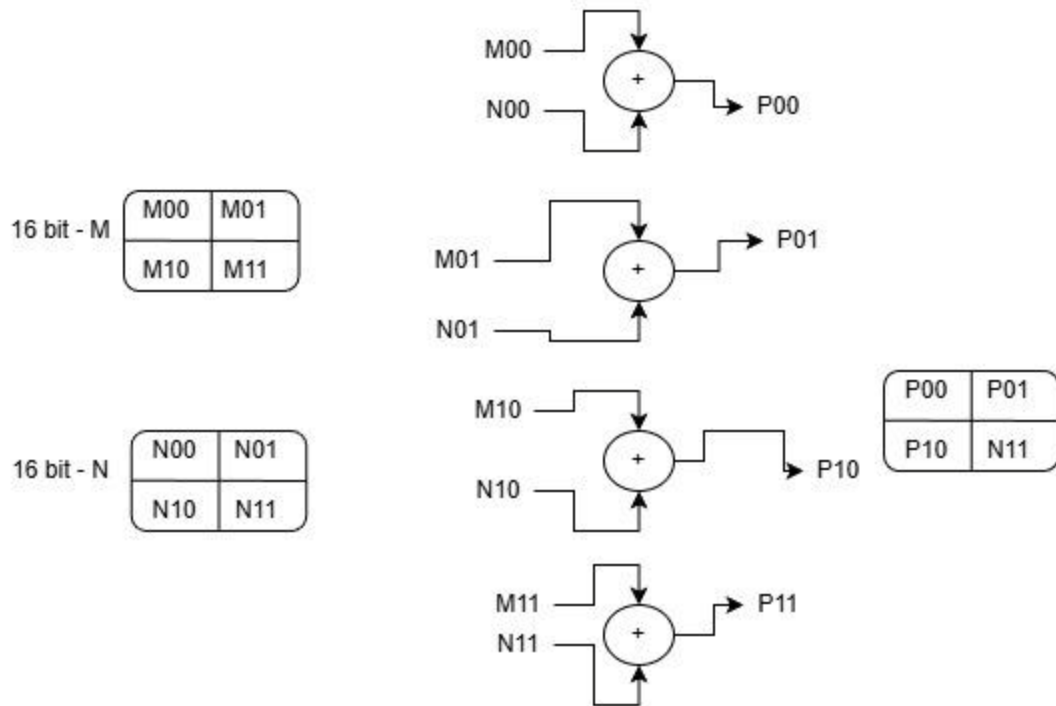 M00
+
N00
P00
16 bit - M
M00 M01
M10 M11
M01
+
N01
P01
16 bit - N
N00 N01
N10 N11
M10
+
N10
P10
P00 P01
P10 N11
M11
+
N11
P11